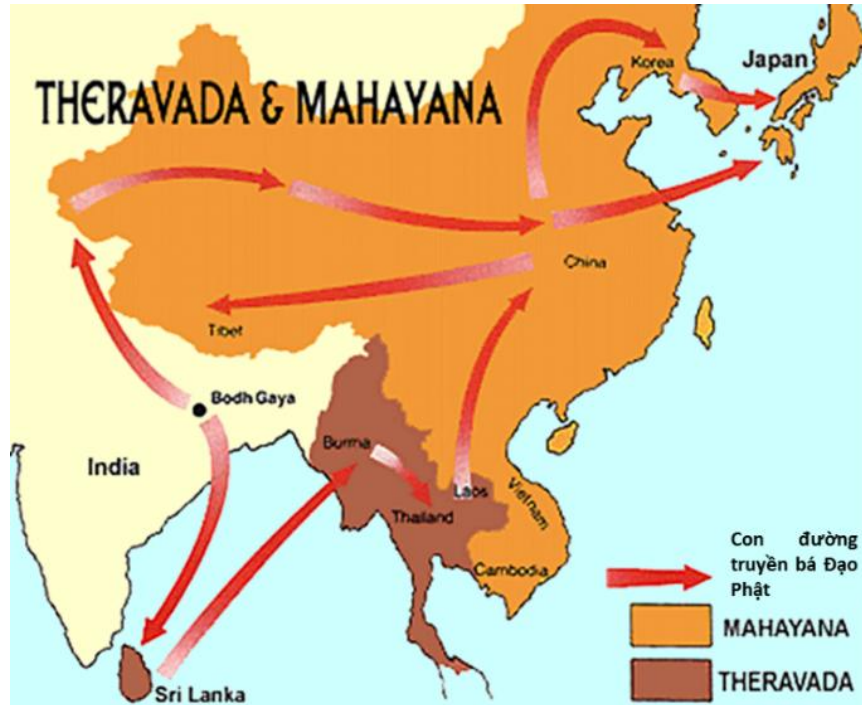 THERAVADA & MAHAYANA
Korea
Japan
China
Tibet
Bodh Gaya
India
Burma
Laos
Thailand
Vietnam
Cambodia
Sri Lanka
Con đường
truyền bá Đạo
Phật
MAHAYANA
THERAVADA